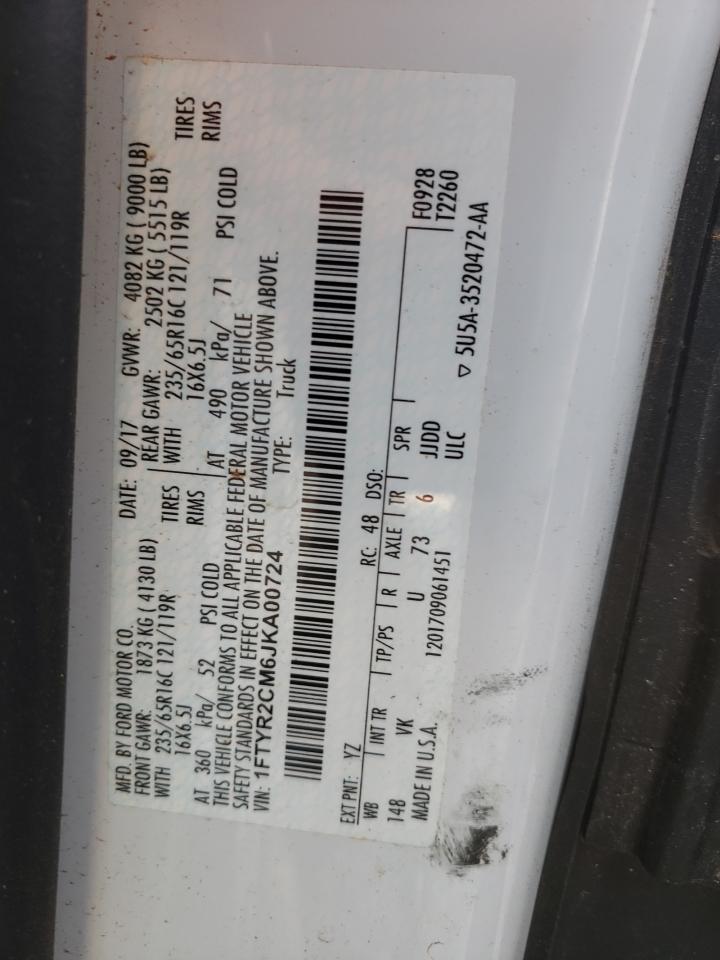 MFD. BY FORD MOTOR CO. DATE: 09/17 GVWR: 4082 KG ( 9000 LB)
FRONT GAWR: 1873 KG ( 4130 LB) REAR GAWR: 2502 KG ( 5515 LB)
WITH 235/65R16C 121/119R TIRES WITH 235/65R16C 121/119R TIRES
16X6.5J RIMS 16X6.5J RIMS
AT 360 kPa/ 52 PSI COLD AT 490 kPa/ 71 PSI COLD
THIS VEHICLE CONFORMS TO ALL APPLICABLE FEDERAL MOTOR VEHICLE
SAFETY STANDARDS IN EFFECT ON THE DATE OF MANUFACTURE SHOWN ABOVE.
VIN: 1FTYR2CM6JKA00724 TYPE: Truck
EXT PNT: YZ RC: 48 DSO: F0928
WB INT TR TP/PS R AXLE TR SPR T2260
148 VK U 73 6 JJDD
MADE IN U.S.A. 1201709061451 ULC
▽ 5U5A-3520472-AA